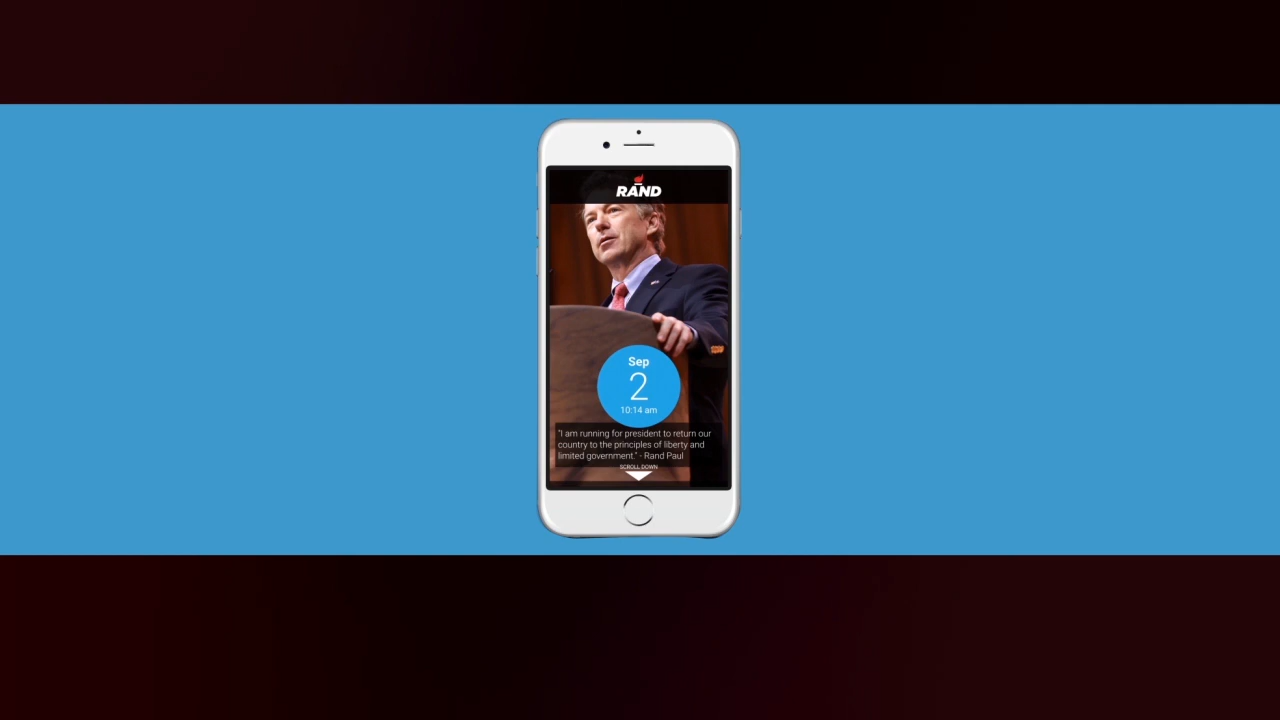 RAND
Sep
2
10:14 am
"I am running for president to return our
country to the principles of liberty and
limited government." - Rand Paul
SCROLL DOWN